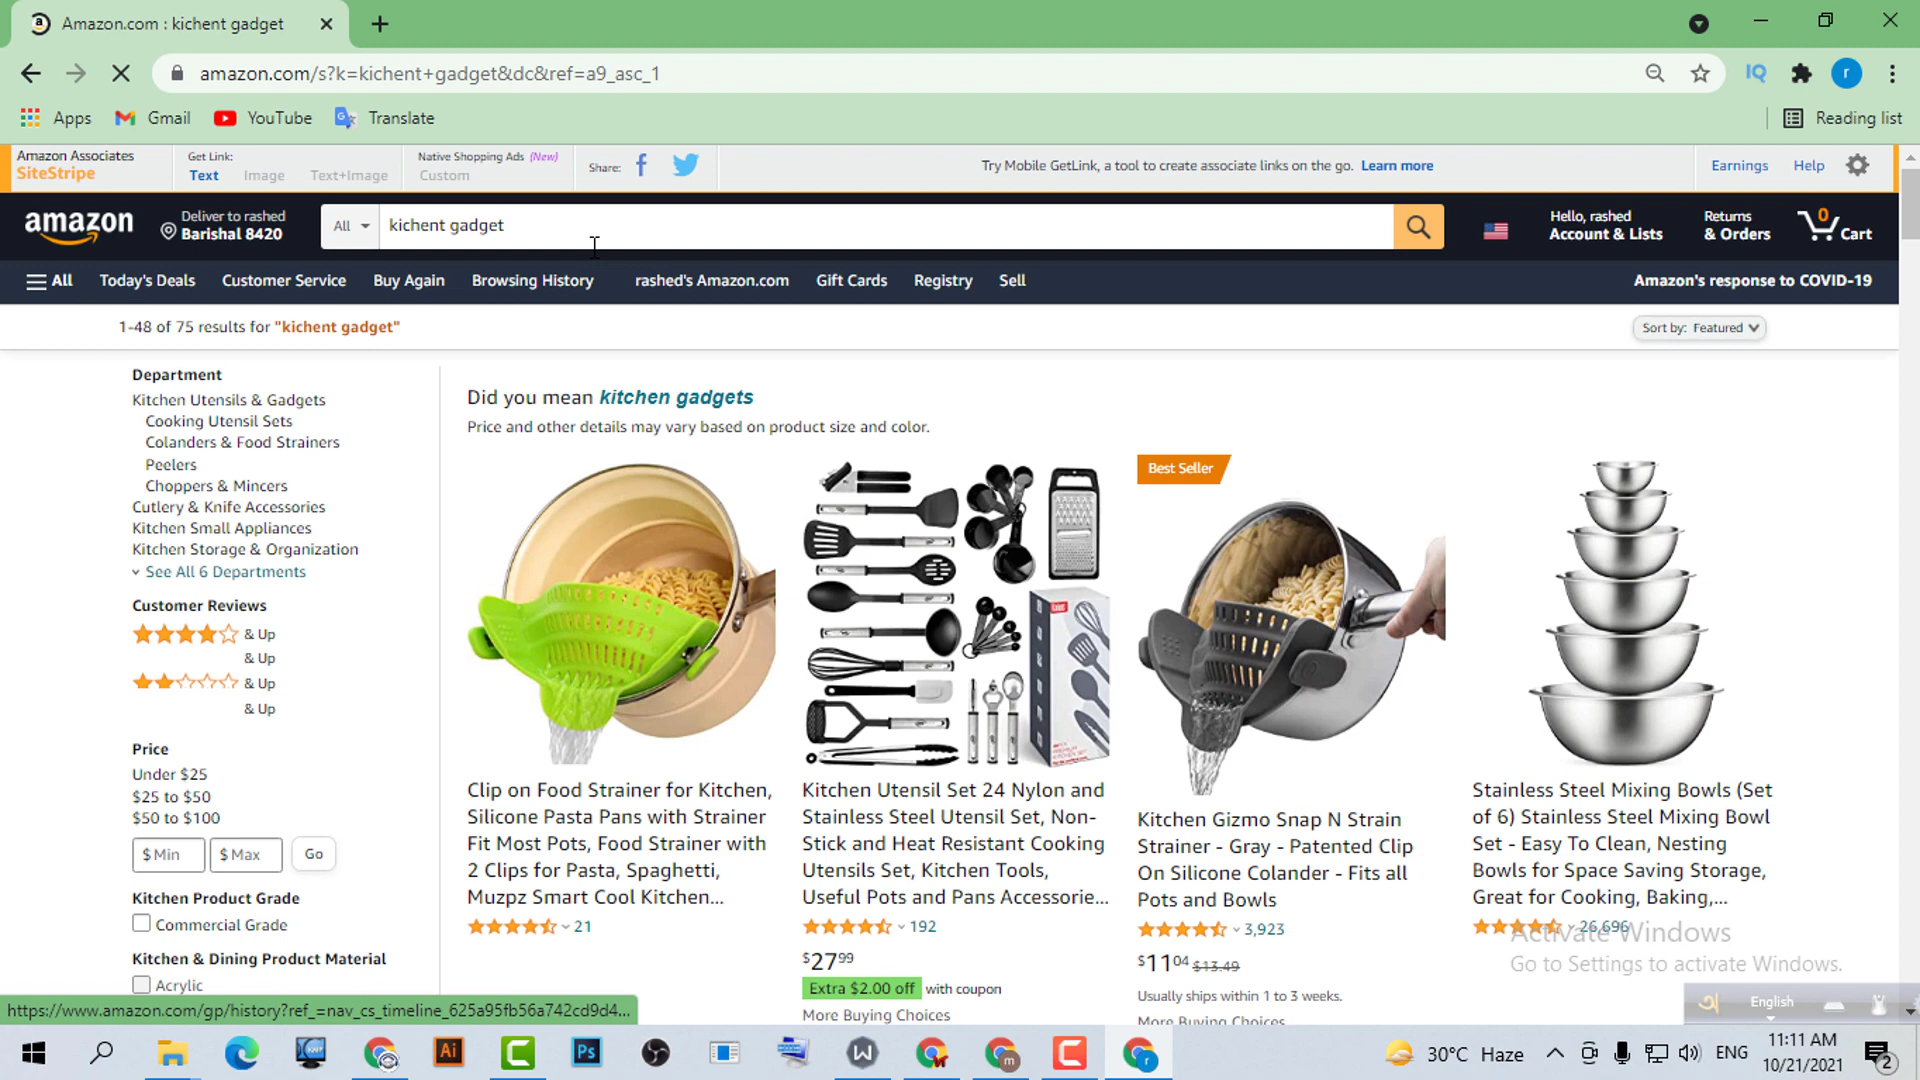 Amazon.com : kichent gadget
amazon.com/s?k=kichent+gadget&dc&ref=a9_asc_1
IQ
r
Apps Gmail YouTube Translate
Reading list
Amazon Associates
SiteStripe
Get Link:
Text Image Text+Image
Native Shopping Ads (New)
Custom
Share:
Try Mobile GetLink, a tool to create associate links on the go. Learn more
Earnings Help
amazon
Deliver to rashed
Barishal 8420
All
kichent gadget
Hello, rashed
Account & Lists
Returns
& Orders
0
Cart
All Today's Deals Customer Service Buy Again Browsing History rashed's Amazon.com Gift Cards Registry Sell
Amazon's response to COVID-19
1-48 of 75 results for "kichent gadget"
Sort by: Featured
Department
Kitchen Utensils & Gadgets
Cooking Utensil Sets
Colanders & Food Strainers
Peelers
Choppers & Mincers
Cutlery & Knife Accessories
Kitchen Small Appliances
Kitchen Storage & Organization
See All 6 Departments
Customer Reviews
& Up
& Up
& Up
& Up
Price
Under $25
$25 to $50
$50 to $100
$ Min
$ Max
Go
Kitchen Product Grade
Commercial Grade
Kitchen & Dining Product Material
Acrylic
Did you mean kitchen gadgets
Price and other details may vary based on product size and color.
Clip on Food Strainer for Kitchen,
Silicone Pasta Pans with Strainer
Fit Most Pots, Food Strainer with
2 Clips for Pasta, Spaghetti,
Muzpz Smart Cool Kitchen...
21
Kitchen Utensil Set 24 Nylon and
Stainless Steel Utensil Set, Non-
Stick and Heat Resistant Cooking
Utensils Set, Kitchen Tools,
Useful Pots and Pans Accessorie...
192
$27.99
Extra $2.00 off with coupon
More Buying Choices
Best Seller
Kitchen Gizmo Snap N Strain
Strainer - Gray - Patented Clip
On Silicone Colander - Fits all
Pots and Bowls
3,923
$11.04 $13.49
Usually ships within 1 to 3 weeks.
More Buying Choices
Stainless Steel Mixing Bowls (Set
of 6) Stainless Steel Mixing Bowl
Set - Easy To Clean, Nesting
Bowls for Space Saving Storage,
Great for Cooking, Baking,...
26,696
Activate Windows
Go to Settings to activate Windows.
https://www.amazon.com/gp/history?ref_=nav_cs_timeline_625a95fb56a742cd9d4...
English
Ai
Ps
W
m
r
30°C Haze
ENG
11:11 AM
10/21/2021
2